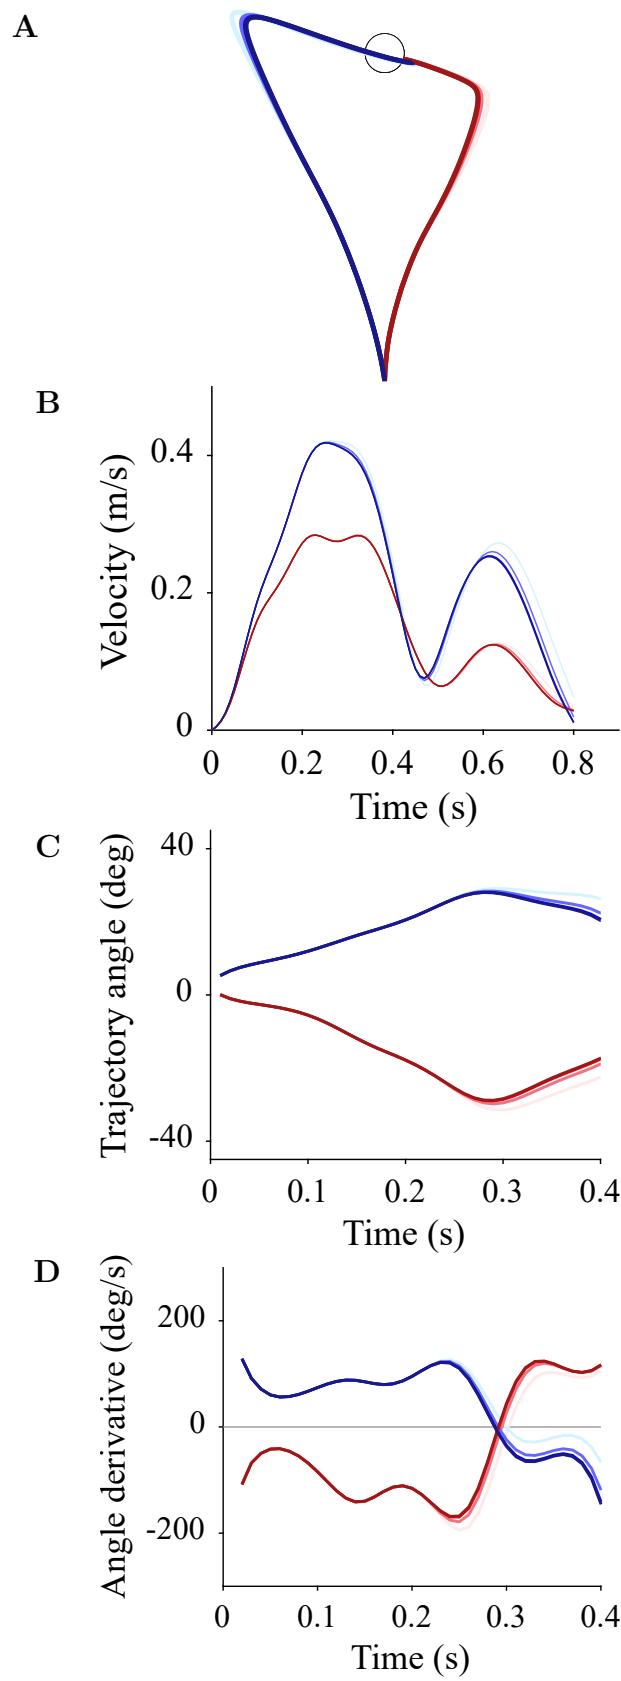 A
B
Velocity (m/s)
0.4
0.2
0
0 0.2 0.4 0.6 0.8
Time (s)
C
Trajectory angle (deg)
40
0
-40
0 0.1 0.2 0.3 0.4
Time (s)
D
Angle derivative (deg/s)
200
0
-200
0 0.1 0.2 0.3 0.4
Time (s)